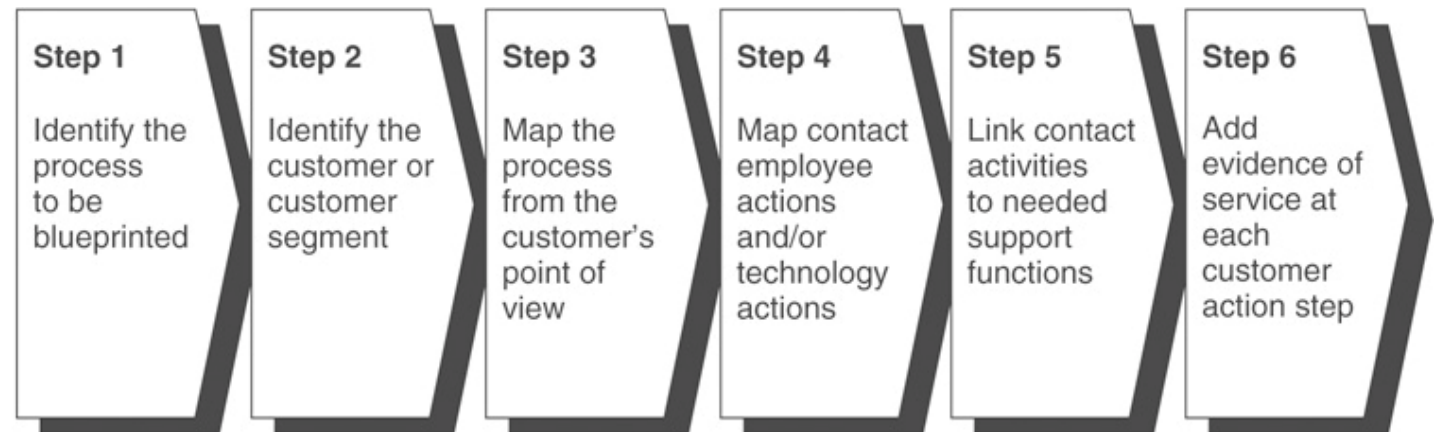 Step 1
Identify the
process
to be
blueprinted
Step 2
Identify the
customer or
customer
segment
Step 3
Map the
process
from the
customer’s
point of
view
Step 4
Map contact
employee
actions
and/or
technology
actions
Step 5
Link contact
activities
to needed
support
functions
Step 6
Add
evidence of
service at
each
customer
action step